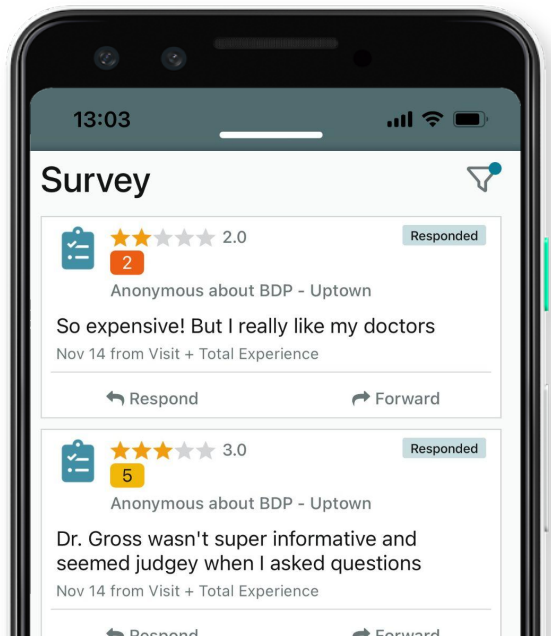 13:03
Survey
2.0
Responded
2
Anonymous about BDP - Uptown
So expensive! But I really like my doctors
Nov 14 from Visit + Total Experience
Respond
Forward
3.0
Responded
5
Anonymous about BDP - Uptown
Dr. Gross wasn't super informative and
seemed judgey when I asked questions
Nov 14 from Visit + Total Experience
Respond
Forward